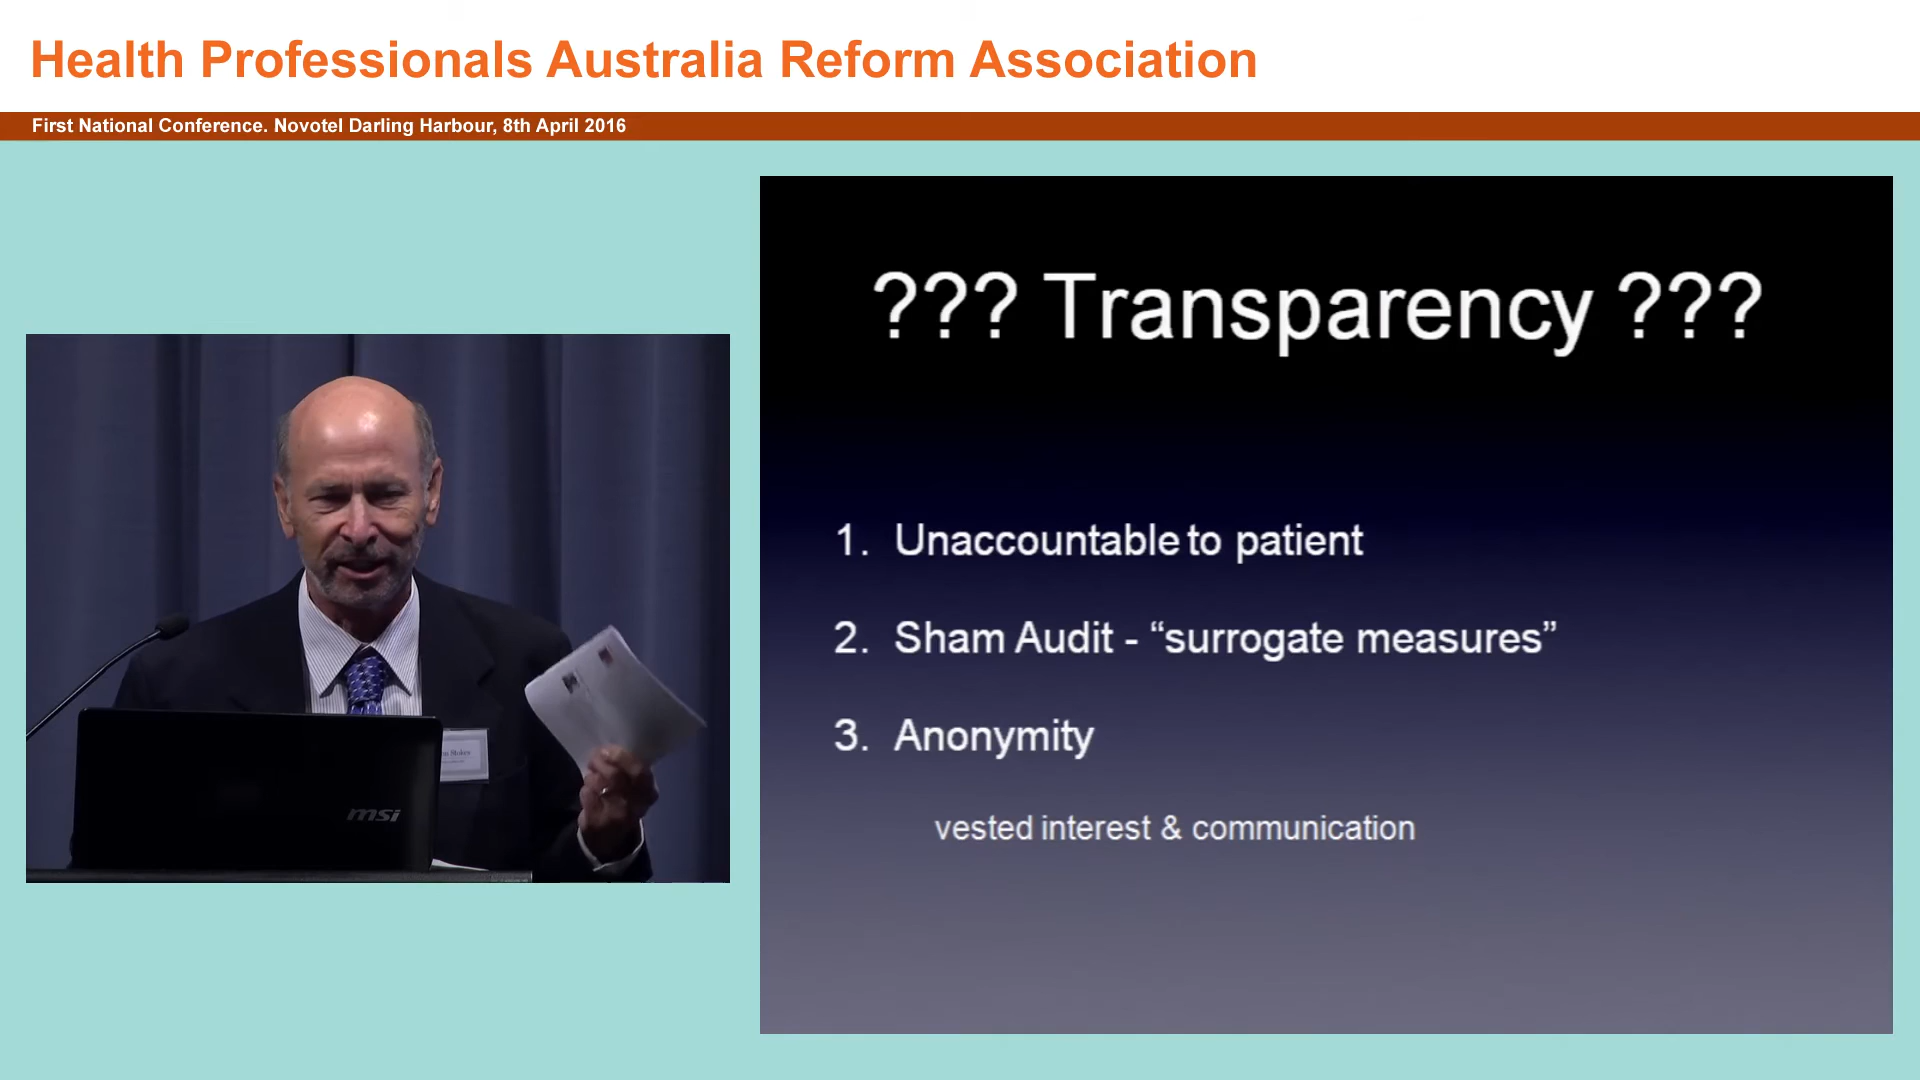 Health Professionals Australia Reform Association
First National Conference. Novotel Darling Harbour, 8th April 2016
??? Transparency ???
1. Unaccountable to patient
2. Sham Audit - “surrogate measures”
3. Anonymity
vested interest & communication
Stokes
msi